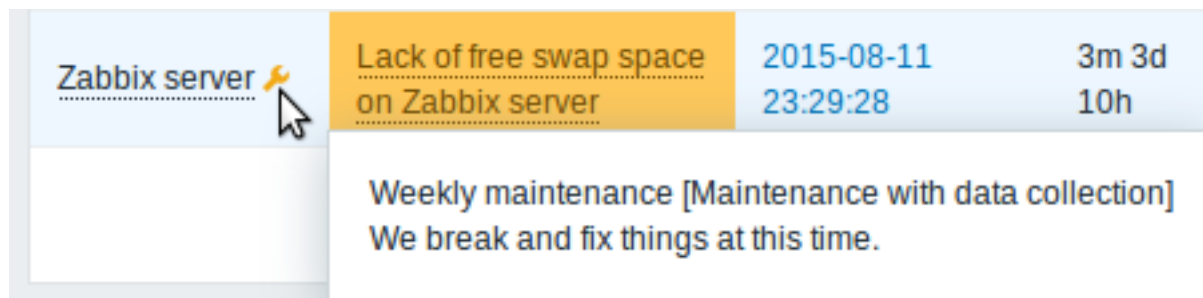 Zabbix server
Lack of free swap space
on Zabbix server
2015-08-11
23:29:28
3m 3d
10h
Weekly maintenance [Maintenance with data collection]
We break and fix things at this time.